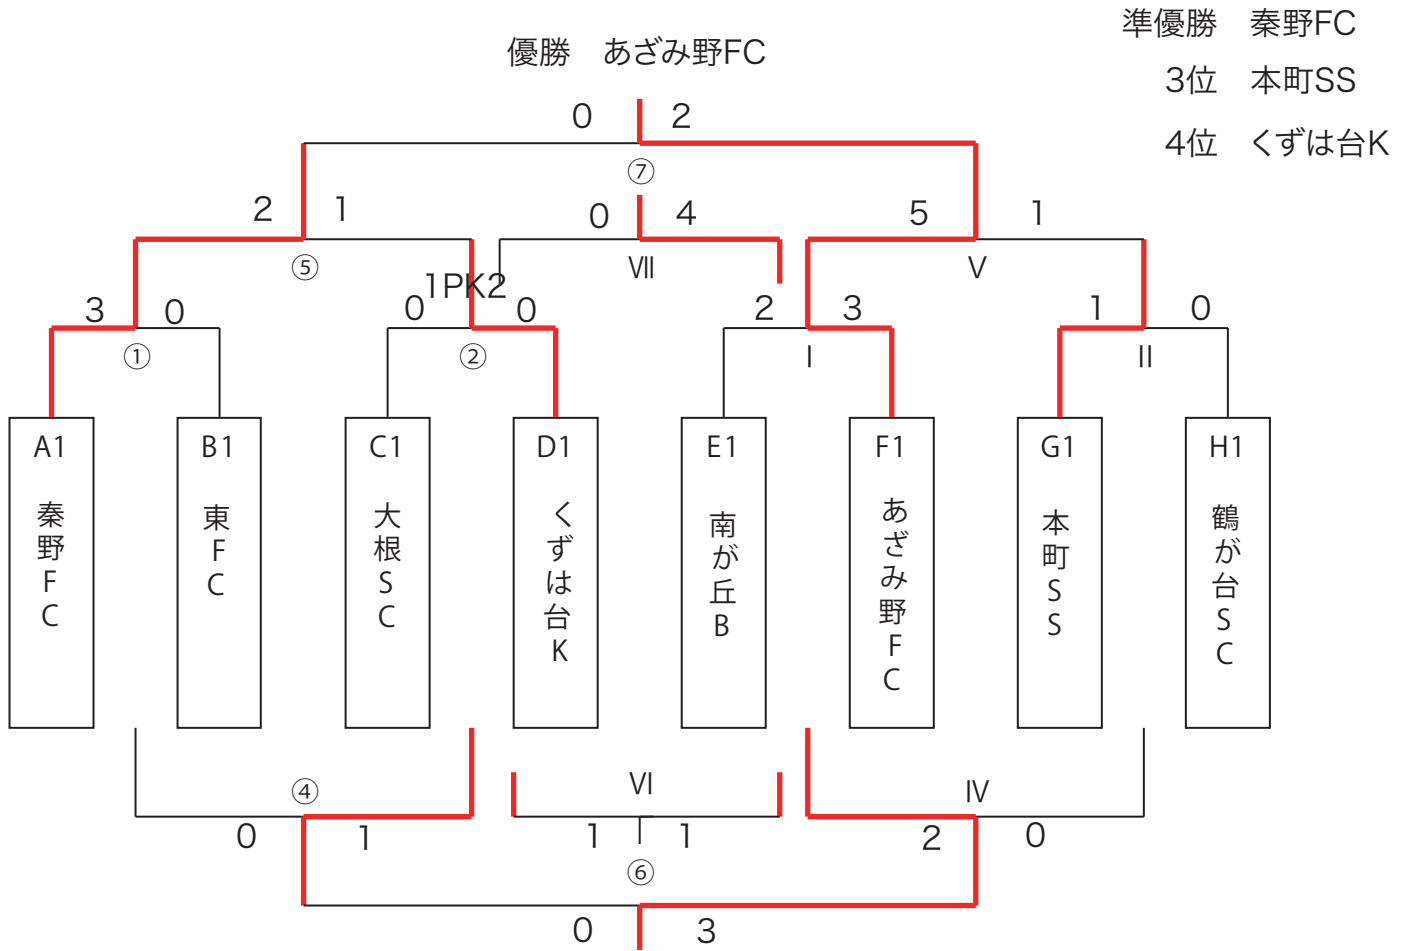 準優勝 秦野FC
優勝 あざみ野FC
3位 本町SS
0 2
4位 くずは台K
⑦
2 1 0 4 5 1
⑤ Ⅶ Ⅴ
1PK2
3 0 0 0 2 3 1 0
① ② Ⅰ Ⅱ
A1 B1 C1 D1 E1 F1 G1 H1
秦野FC
東FC
大根SC
くずは台K
南が丘B
あざみ野FC
本町SS
鶴が台SC
④ Ⅵ Ⅳ
0 1 1 1 2 0
⑥
0 3